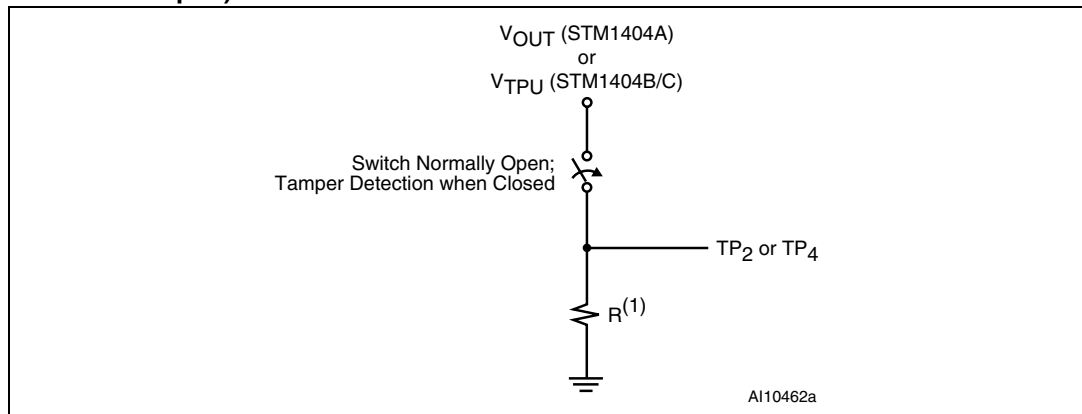 VOUT (STM1404A)
or
VTPU (STM1404B/C)
Switch Normally Open;
Tamper Detection when Closed
TP2 or TP4
R(1)
AI10462a